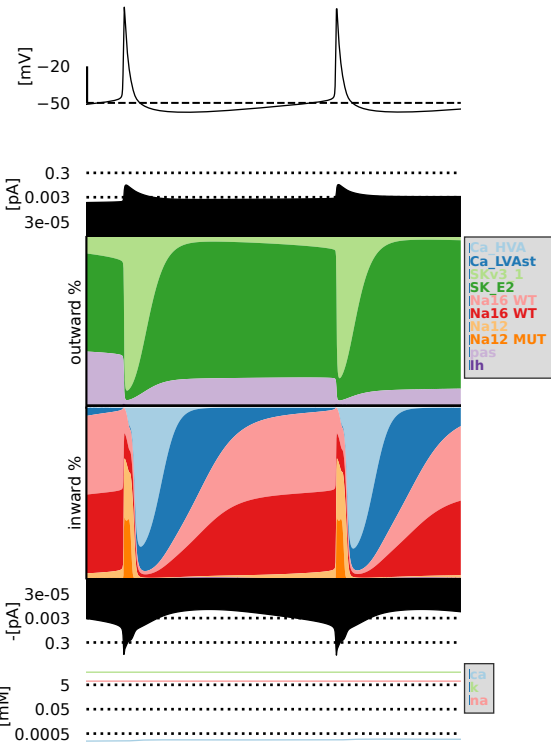 [mV]
−20
−50
[pA]
0.3
0.003
3e-05
outward %
Ca_HVA
Ca_LVAst
SKv3_1
SK_E2
Na16 WT
Na16 WT
Na12
Na12 MUT
pas
Ih
inward %
-[pA]
3e-05
0.003
0.3
[mM]
5
0.05
0.0005
ca
k
na